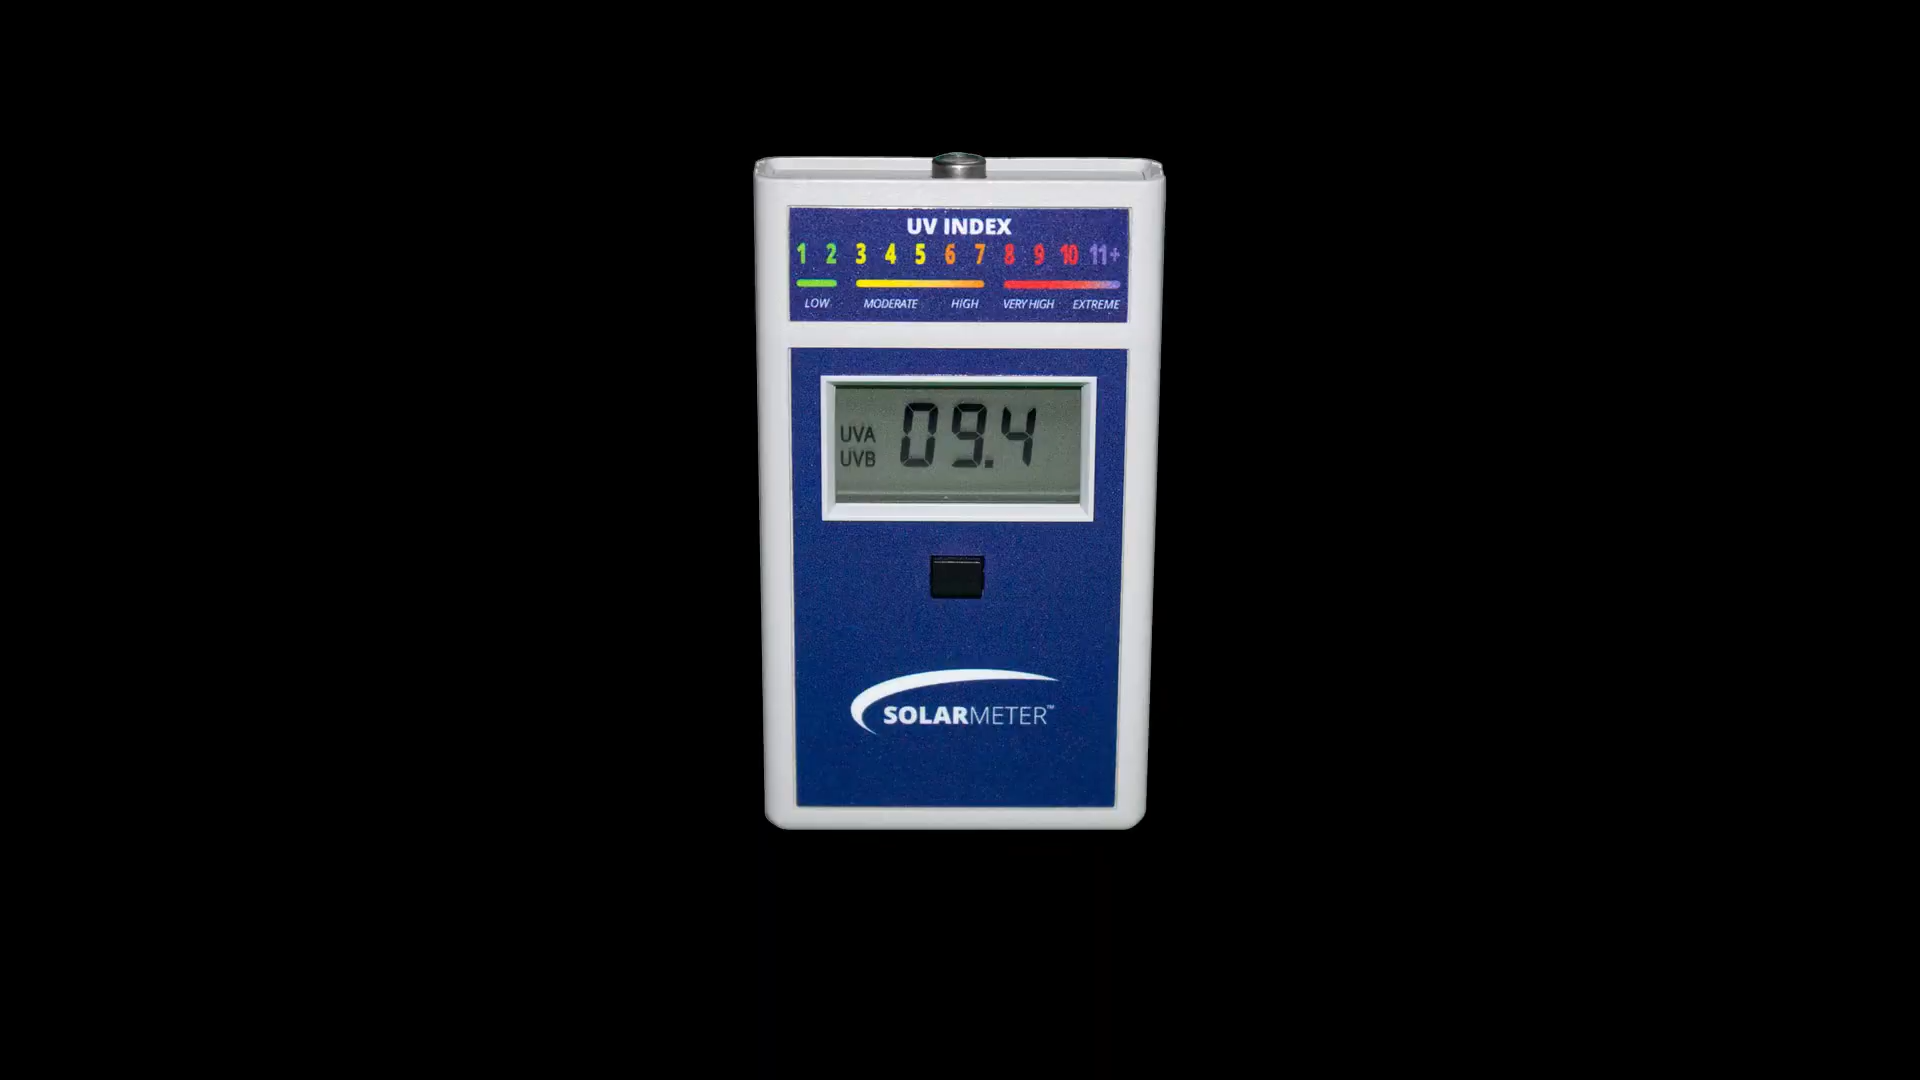 UV INDEX
1 2 3 4 5 6 7 8 9 10 11+
LOW MODERATE HIGH VERY HIGH EXTREME
UVA
UVB
09.4
SOLARMETER™